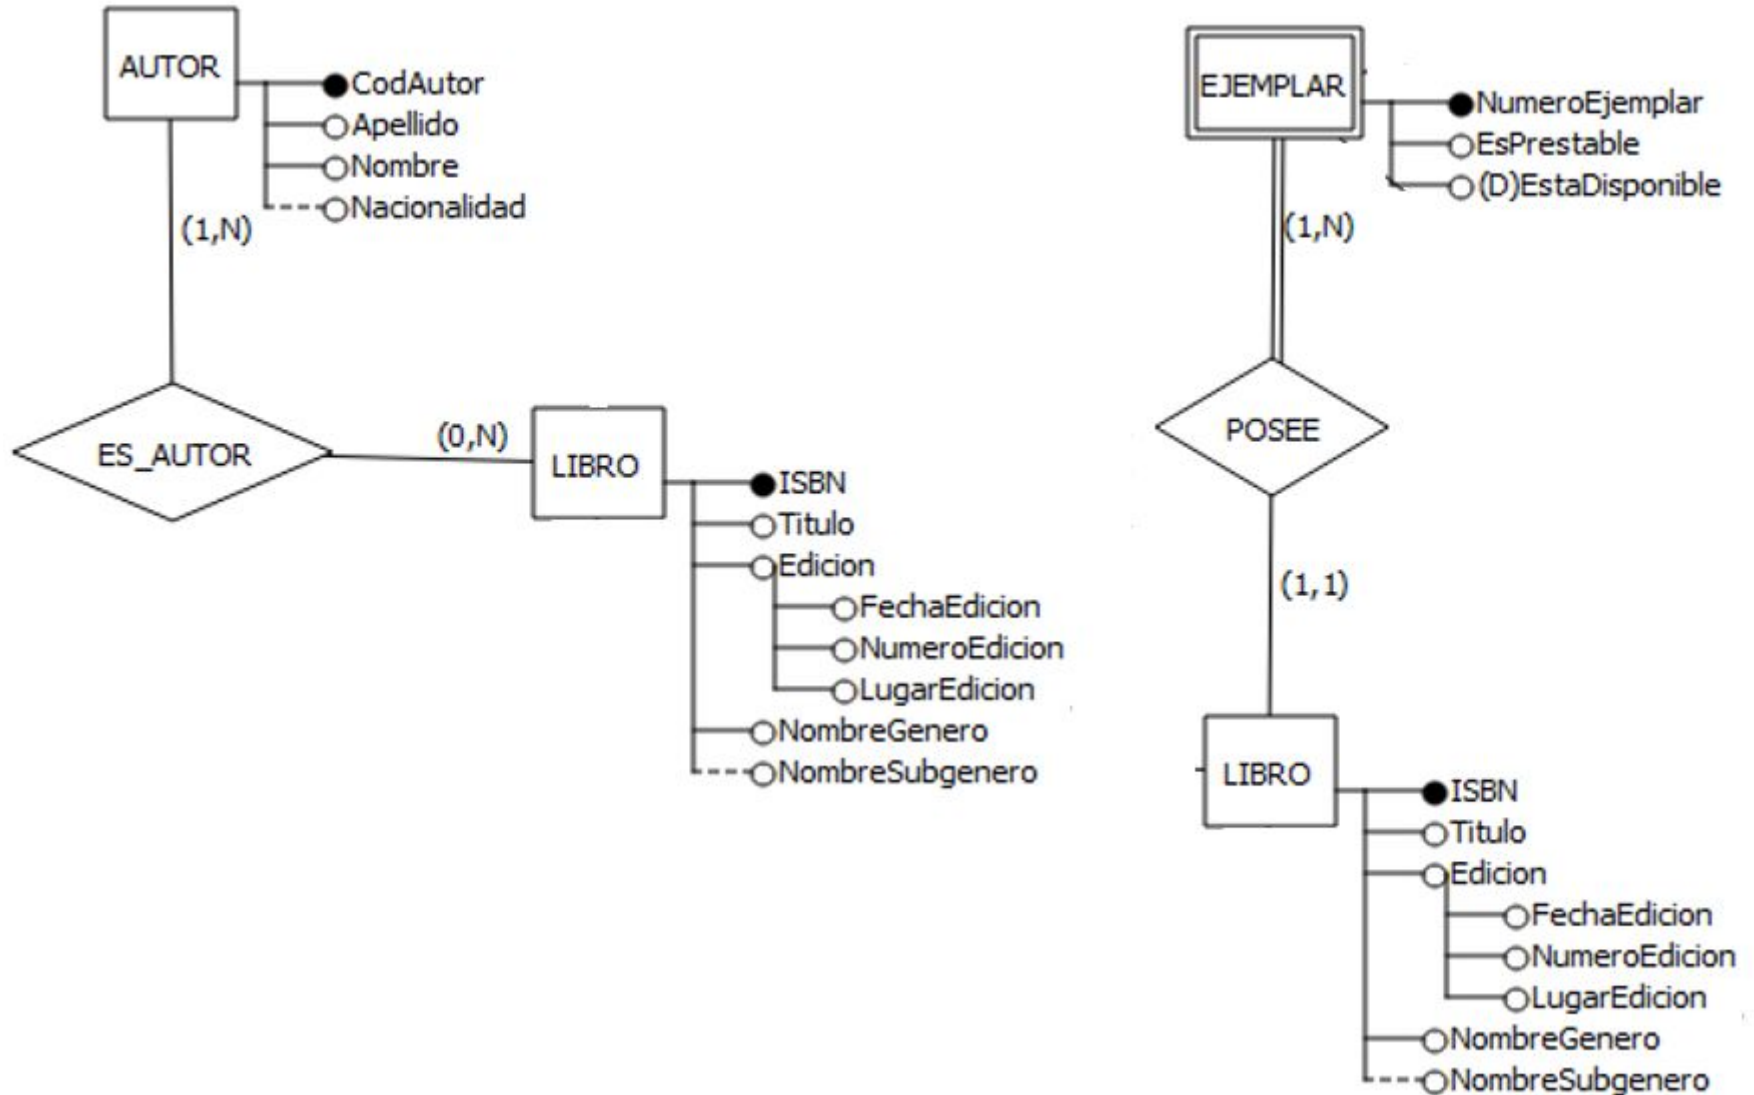 AUTOR
CodAutor
Apellido
Nombre
Nacionalidad
(1,N)
ES_AUTOR
(0,N)
LIBRO
ISBN
Titulo
Edicion
FechaEdicion
NumeroEdicion
LugarEdicion
NombreGenero
NombreSubgenero
EJEMPLAR
NumeroEjemplar
EsPrestable
(D)EstaDisponible
(1,N)
POSEE
(1,1)
LIBRO
ISBN
Titulo
Edicion
FechaEdicion
NumeroEdicion
LugarEdicion
NombreGenero
NombreSubgenero